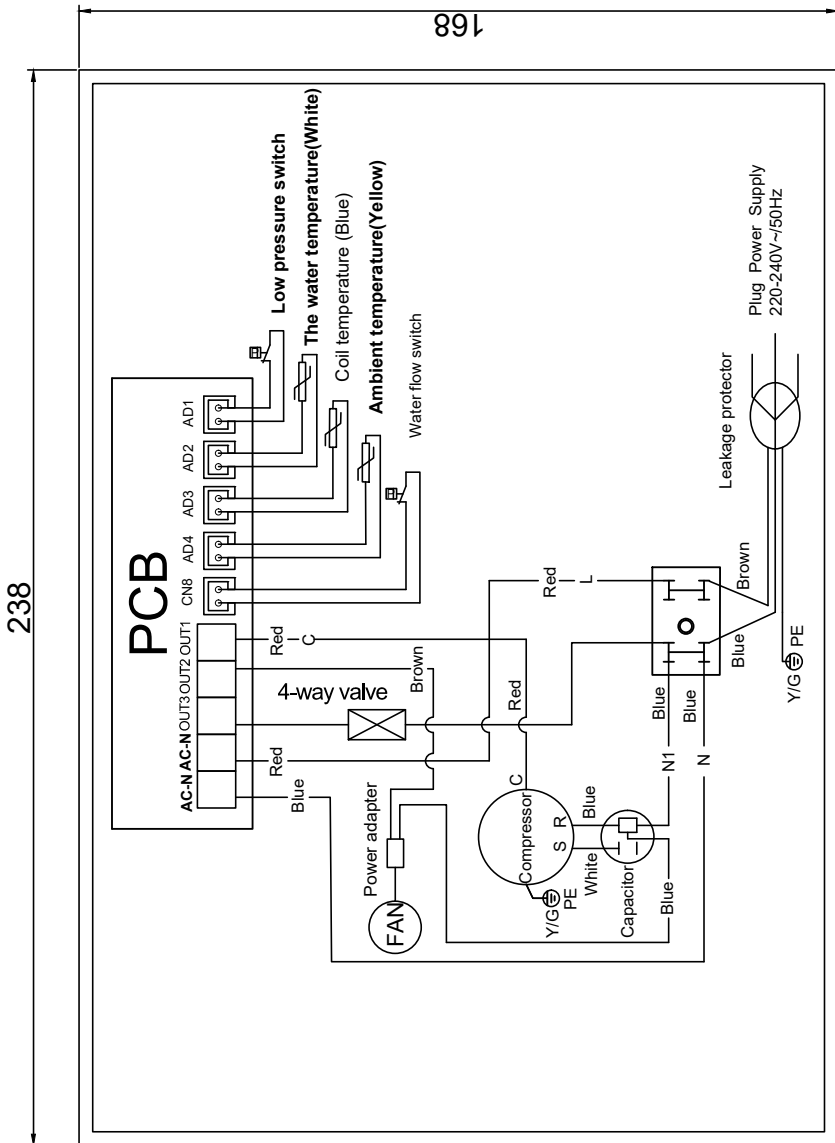 168
238
PCB
AD1
AD2
AD3
AD4
CN8
OUT1
OUT2
OUT3
AC-N
AC-N
Low pressure switch
The water temperature(White)
Coil temperature (Blue)
Ambient temperature(Yellow)
Water flow switch
Red
C
Brown
4-way valve
Red
Blue
Red
L
Red
C
Power adapter
FAN
Compressor
S
R
Y/G
PE
White
Blue
Capacitor
Blue
N1
N
Blue
Blue
Blue
Brown
Y/G
PE
Leakage protector
Plug Power Supply
220-240V~/50Hz